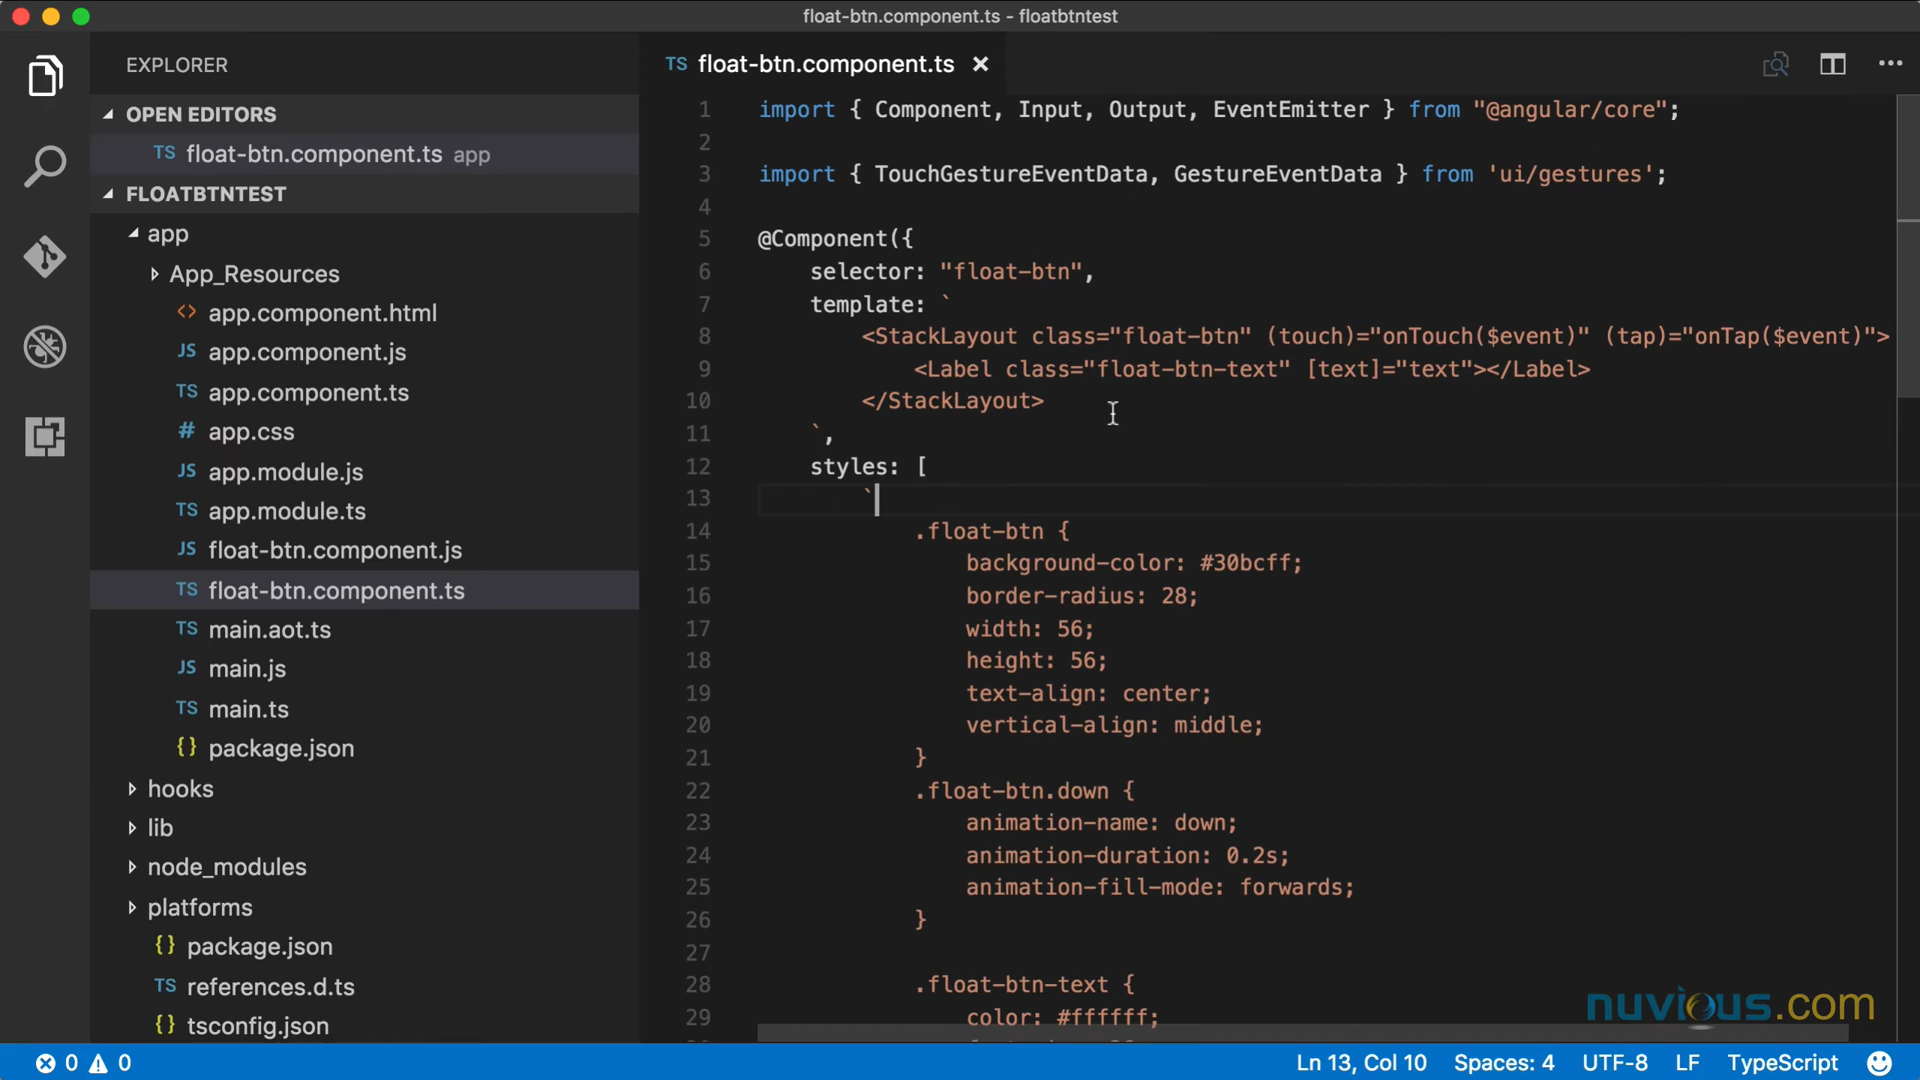 float-btn.component.ts - floatbtntest
EXPLORER
OPEN EDITORS
TS float-btn.component.ts app
FLOATBTNTEST
app
App_Resources
<> app.component.html
JS app.component.js
TS app.component.ts
# app.css
JS app.module.js
TS app.module.ts
JS float-btn.component.js
TS float-btn.component.ts
TS main.aot.ts
JS main.js
TS main.ts
{} package.json
hooks
lib
node_modules
platforms
{} package.json
TS references.d.ts
{} tsconfig.json
TS float-btn.component.ts
1 import { Component, Input, Output, EventEmitter } from "@angular/core";
2
3 import { TouchGestureEventData, GestureEventData } from 'ui/gestures';
4
5 @Component({
6 selector: "float-btn",
7 template: `
8 <StackLayout class="float-btn" (touch)="onTouch($event)" (tap)="onTap($event)">
9 <Label class="float-btn-text" [text]="text"></Label>
10 </StackLayout>
11 `,
12 styles: [
13 `
14 .float-btn {
15 background-color: #30bcff;
16 border-radius: 28;
17 width: 56;
18 height: 56;
19 text-align: center;
20 vertical-align: middle;
21 }
22 .float-btn.down {
23 animation-name: down;
24 animation-duration: 0.2s;
25 animation-fill-mode: forwards;
26 }
27
28 .float-btn-text {
29 color: #ffffff;
nuvious.com
0 0
Ln 13, Col 10 Spaces: 4 UTF-8 LF TypeScript